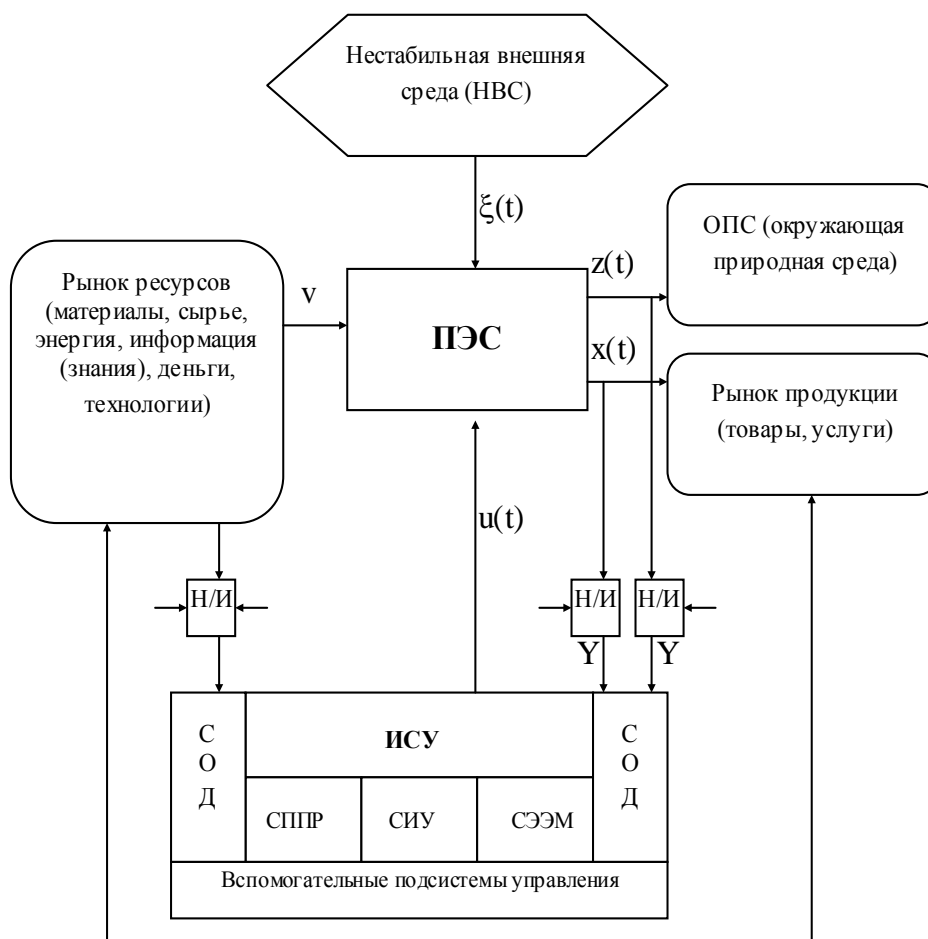 Нестабильная внешняя
среда (НВС)
ξ(t)
ОПС (окружающая
природная среда)
z(t)
Рынок ресурсов
(материалы, сырье,
энергия, информация
(знания), деньги,
технологии)
v
ПЭС
x(t)
Рынок продукции
(товары, услуги)
u(t)
Н/И
Н/И
Н/И
Y
Y
С
О
Д
ИСУ
С
О
Д
СППР
СИУ
СЭЭМ
Вспомогательные подсистемы управления